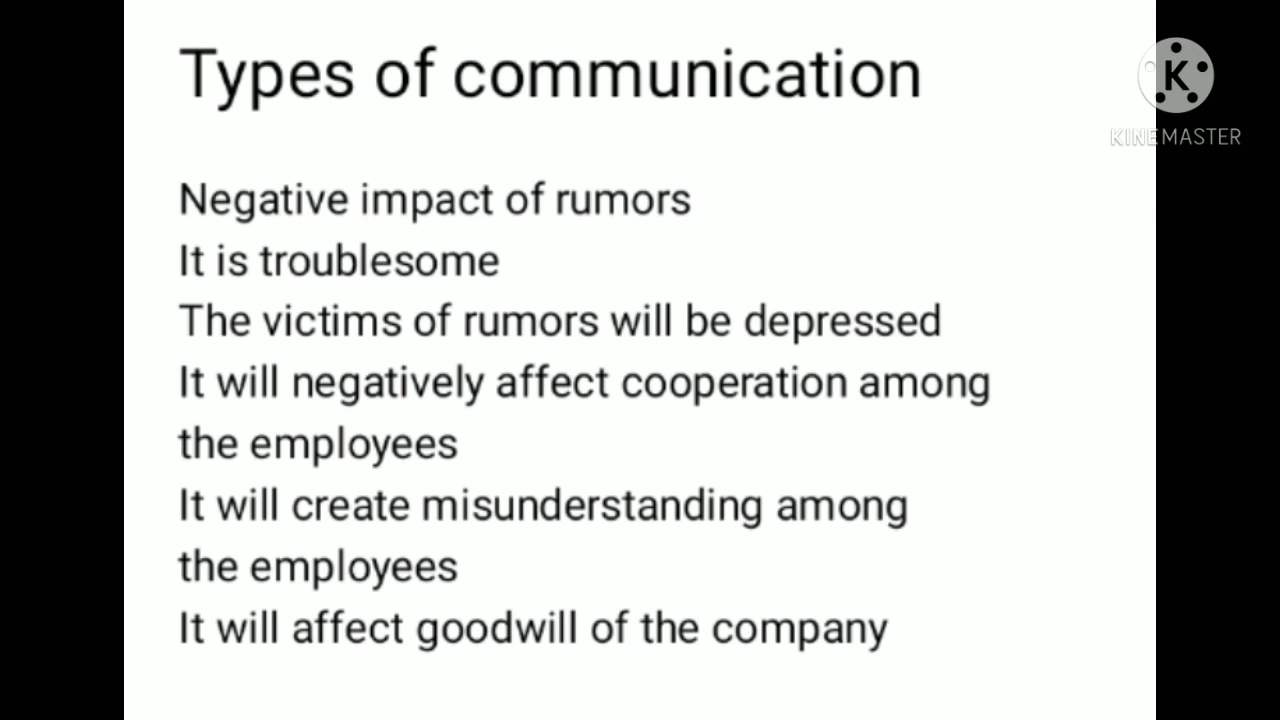 Types of communication
K
KINEMASTER
Negative impact of rumors
It is troublesome
The victims of rumors will be depressed
It will negatively affect cooperation among
the employees
It will create misunderstanding among
the employees
It will affect goodwill of the company